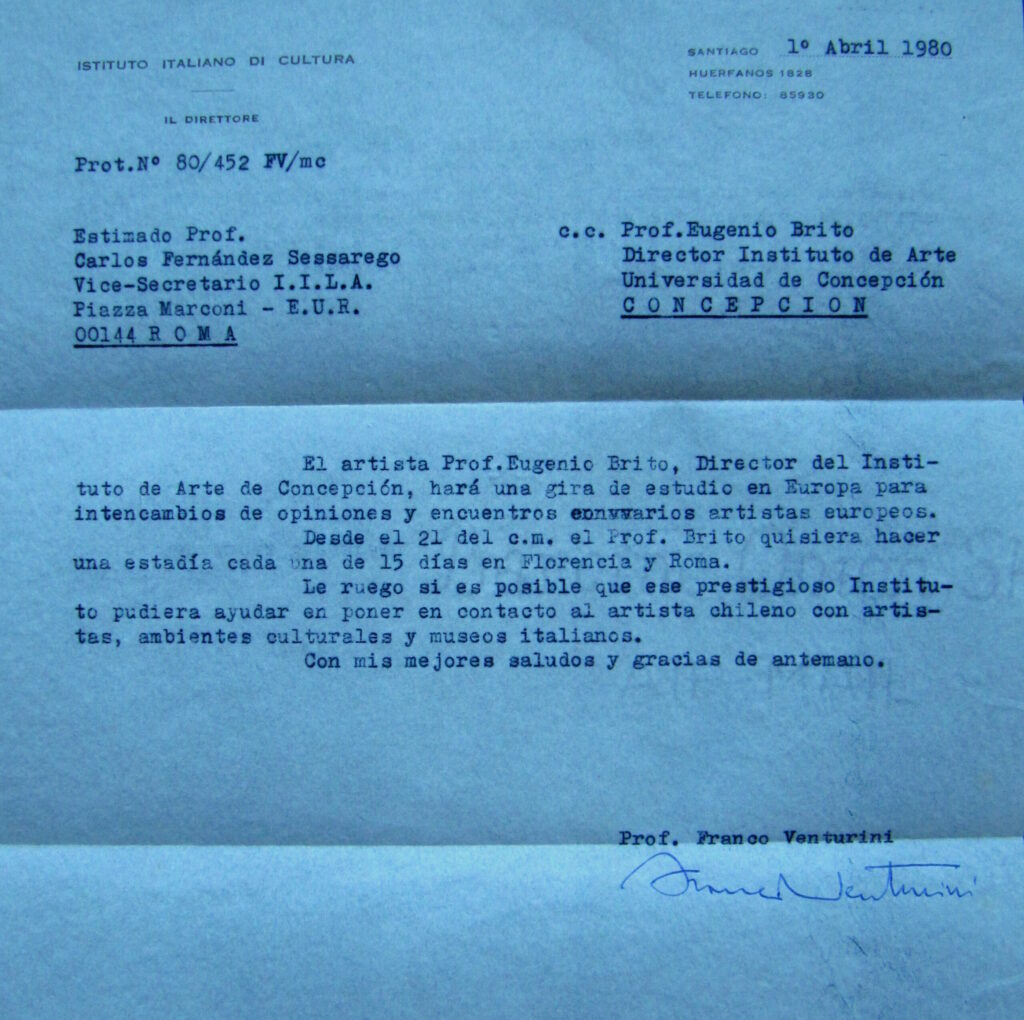 ISTITUTO ITALIANO DI CULTURA
IL DIRETTORE
SANTIAGO 1º Abril 1980
HUERFANOS 1828
TELEFONO: 85930
Prot.Nº 80/452 FV/mc
Estimado Prof.
Carlos Fernández Sessarego
Vice-Secretario I.I.L.A.
Piazza Marconi - E.U.R.
00144 R O M A
c.c. Prof.Eugenio Brito
Director Instituto de Arte
Universidad de Concepción
C O N C E P C I O N
El artista Prof.Eugenio Brito, Director del Insti-
tuto de Arte de Concepción, hará una gira de estudio en Europa para
intencambios de opiniones y encuentros varios artistas europeos.
Desde el 21 del c.m. el Prof. Brito quisiera hacer
una estadía cada una de 15 días en Florencia y Roma.
Le ruego si es posible que ese prestigioso Institu-
to pudiera ayudar en poner en contacto al artista chileno con artis-
tas, ambientes culturales y museos italianos.
Con mis mejores saludos y gracias de antemano.
Prof. Franco Venturini
Franco Venturini